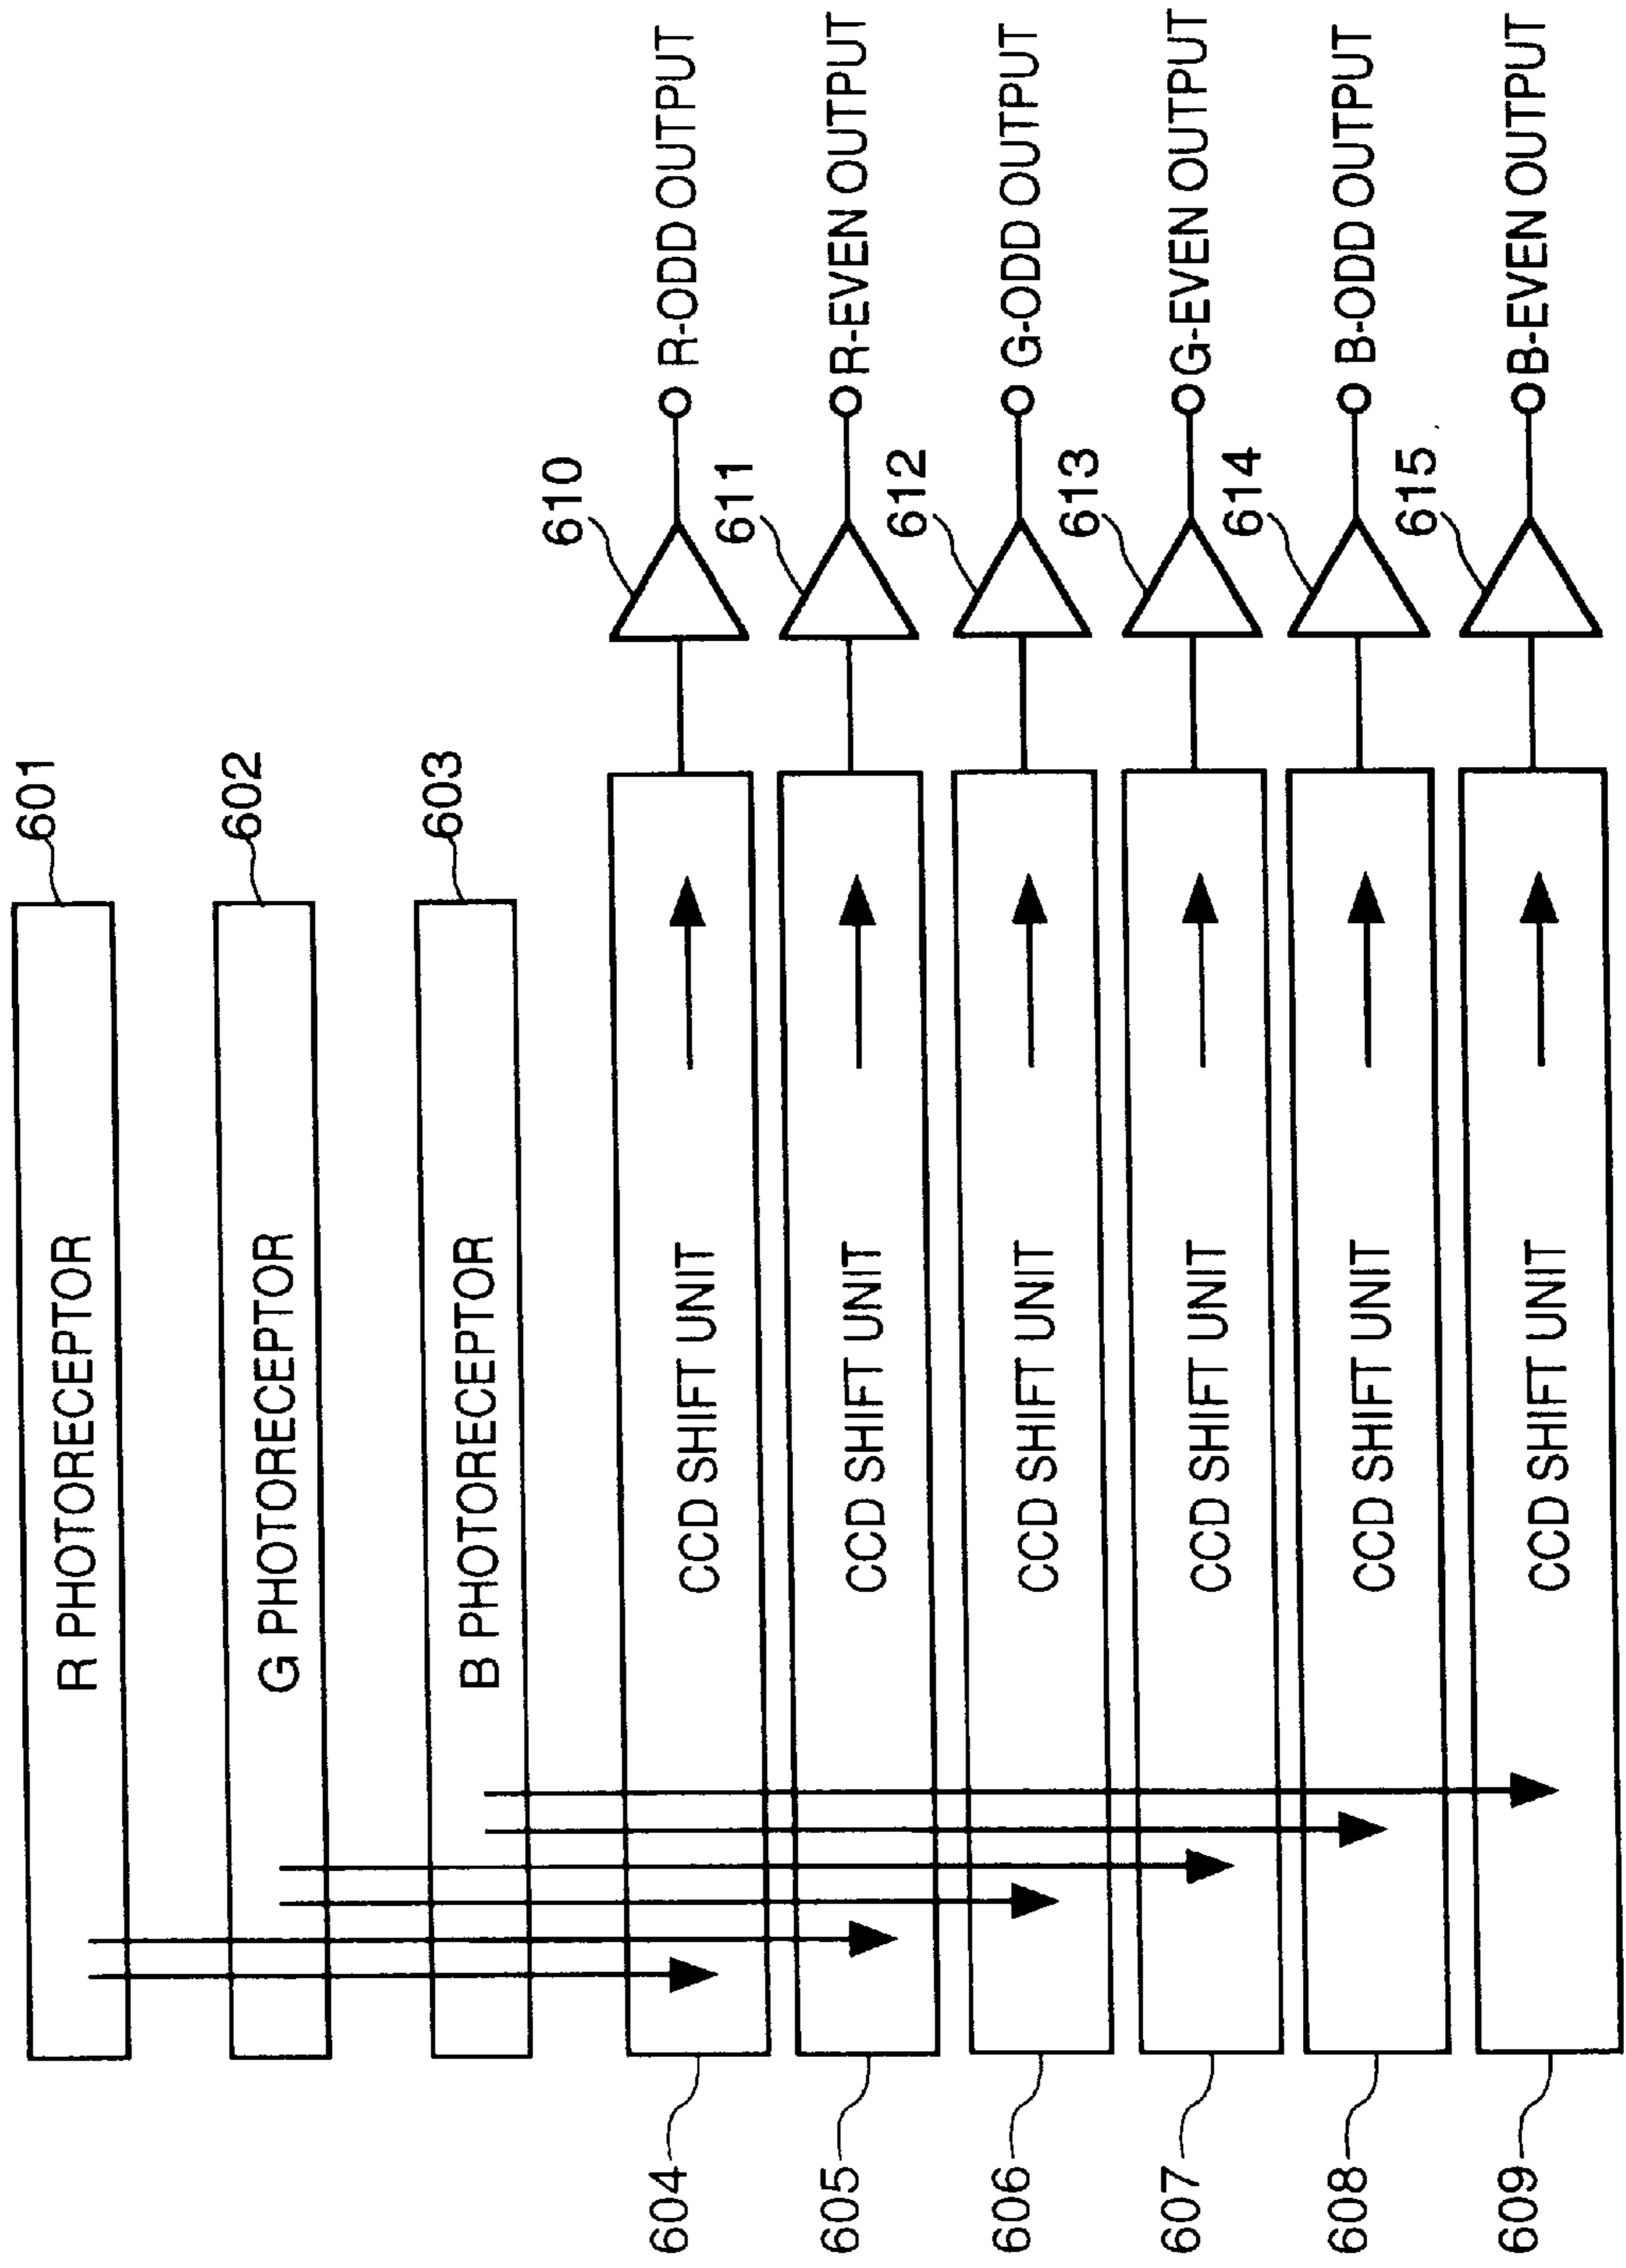 R PHOTORECEPTOR
601
G PHOTORECEPTOR
602
B PHOTORECEPTOR
603
604
CCD SHIFT UNIT
610
R-ODD OUTPUT
605
CCD SHIFT UNIT
611
R-EVEN OUTPUT
606
CCD SHIFT UNIT
612
G-ODD OUTPUT
607
CCD SHIFT UNIT
613
G-EVEN OUTPUT
608
CCD SHIFT UNIT
614
B-ODD OUTPUT
609
CCD SHIFT UNIT
615
B-EVEN OUTPUT